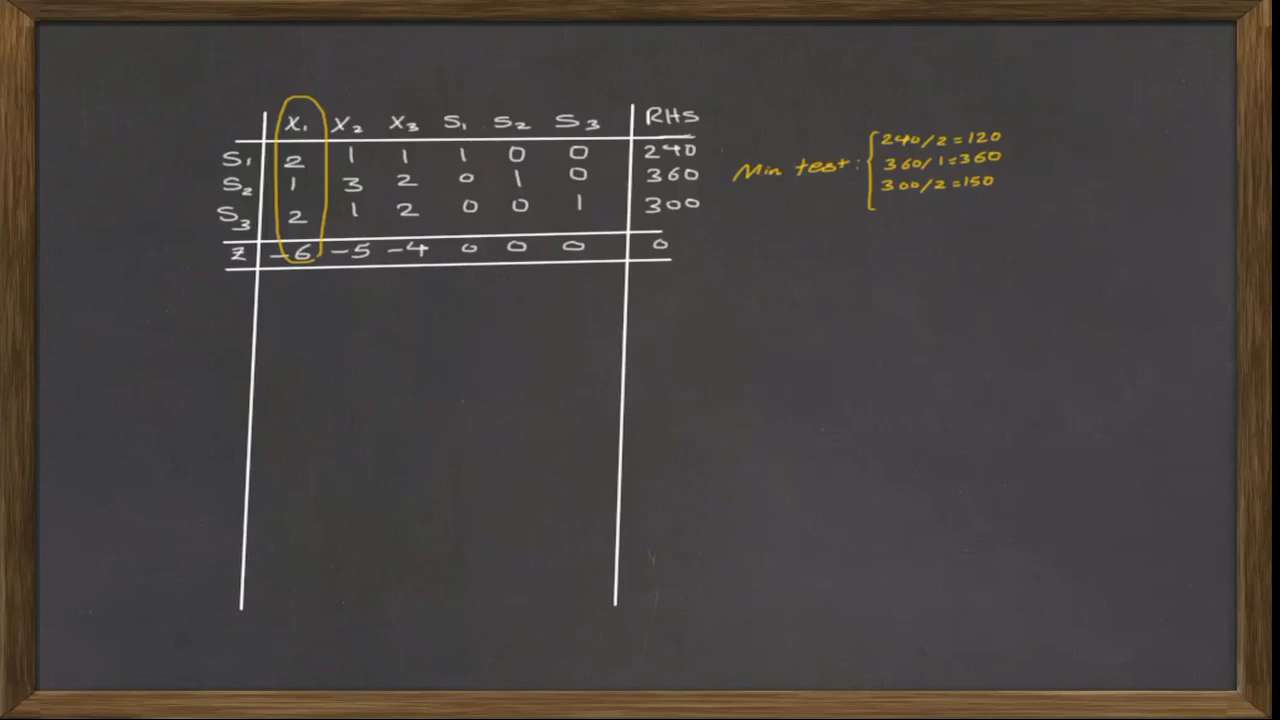 X₁ X₂ X₃ S₁ S₂ S₃ RHS
S₁ 2 1 1 1 0 0 240
S₂ 1 3 2 0 1 0 360
S₃ 2 1 2 0 0 1 300
Z -6 -5 -4 0 0 0 0
Min test: { 240/2=120
360/1=360
300/2=150